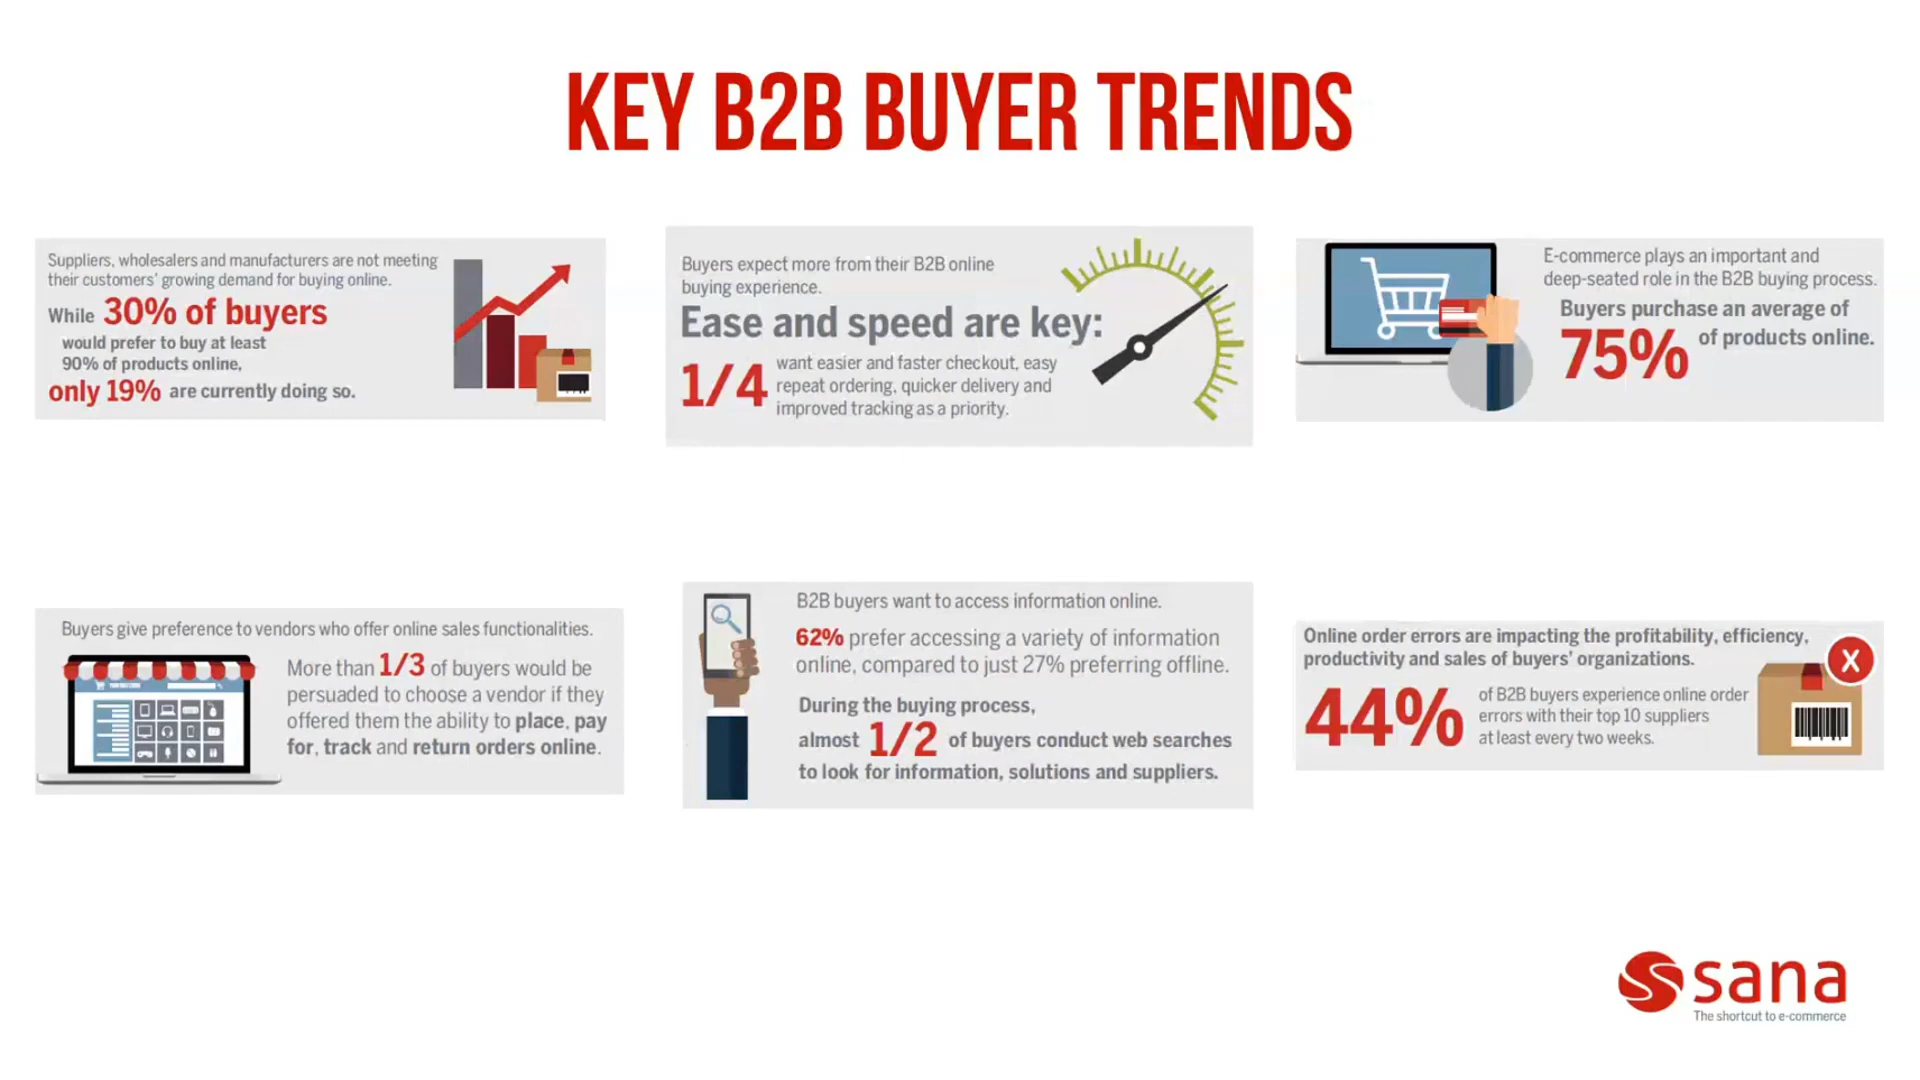 KEY B2B BUYER TRENDS
Suppliers, wholesalers and manufacturers are not meeting
their customers' growing demand for buying online.
While 30% of buyers
would prefer to buy at least
90% of products online,
only 19% are currently doing so.
Buyers expect more from their B2B online
buying experience.
Ease and speed are key:
1/4 want easier and faster checkout, easy
repeat ordering, quicker delivery and
improved tracking as a priority.
E-commerce plays an important and
deep-seated role in the B2B buying process.
Buyers purchase an average of
75% of products online.
Buyers give preference to vendors who offer online sales functionalities.
More than 1/3 of buyers would be
persuaded to choose a vendor if they
offered them the ability to place, pay
for, track and return orders online.
B2B buyers want to access information online.
62% prefer accessing a variety of information
online, compared to just 27% preferring offline.
During the buying process,
almost 1/2 of buyers conduct web searches
to look for information, solutions and suppliers.
Online order errors are impacting the profitability, efficiency,
productivity and sales of buyers' organizations.
X
44% of B2B buyers experience online order
errors with their top 10 suppliers
at least every two weeks.
sana
The shortcut to e-commerce